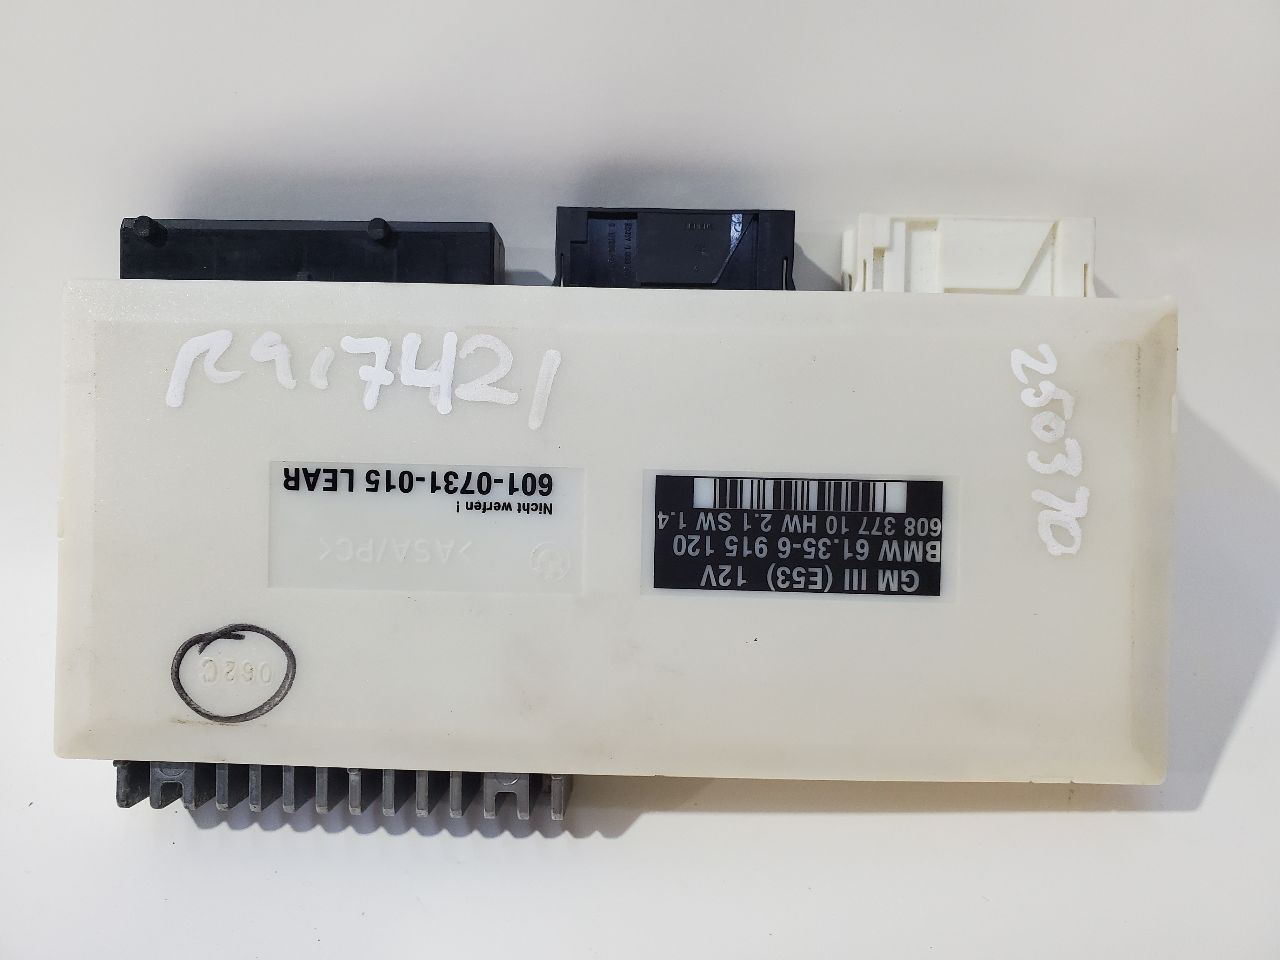 R917421
250370
601-0731-015 LEAR
Nicht werfen !
>ASA/PC<
GM III (E53) 12V
BMW 61.35-6 915 120
608 377 10 HW 2.1 SW 1.4
062C